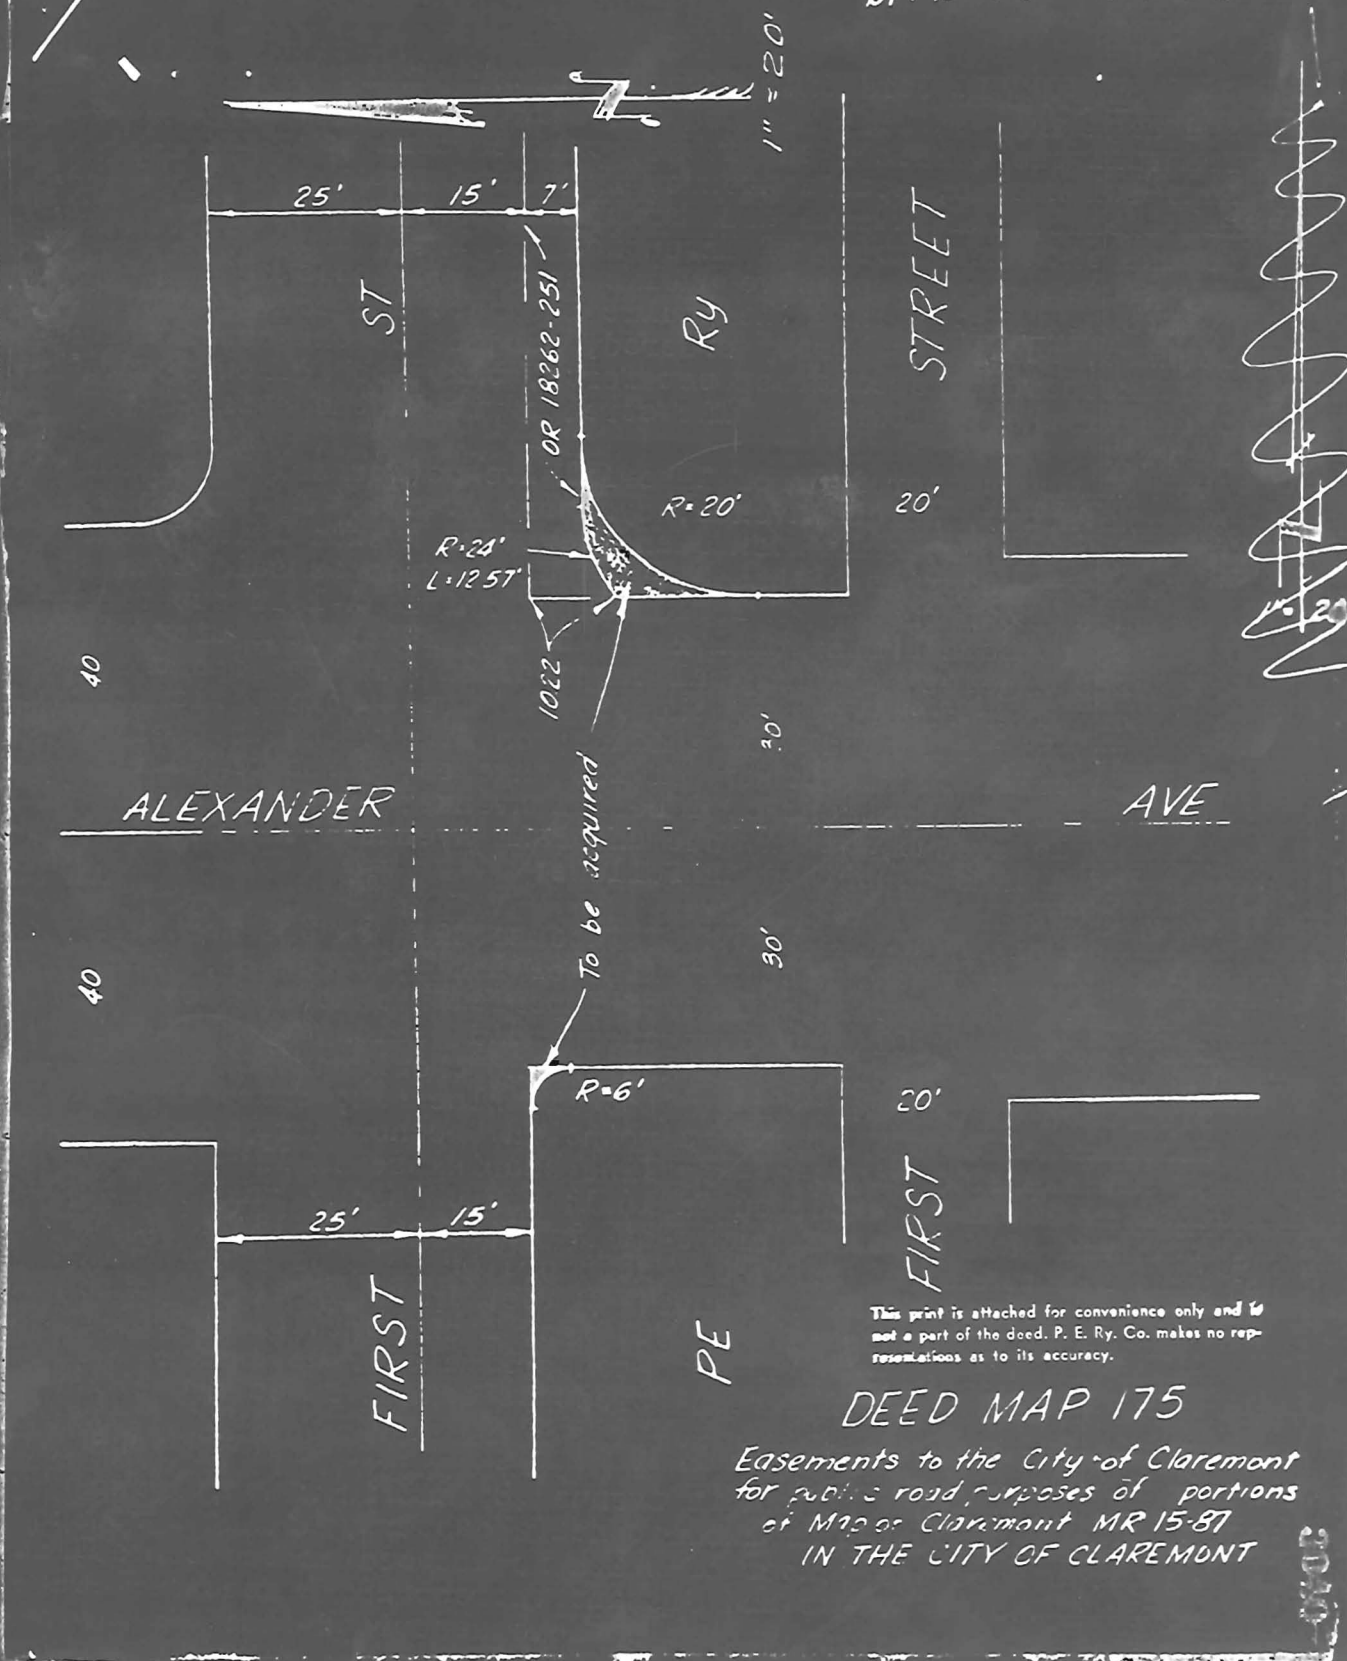 1" = 20'
25' 15' 7'
ST
OR 18262-251
Ry
STREET
R=20'
20'
R=24'
L=12.57'
10.22
40
30'
To be acquired
ALEXANDER AVE
40
30'
R=6'
20'
25' 15'
FIRST
PE
FIRST
This print is attached for convenience only and is
not a part of the deed. P. E. Ry. Co. makes no rep-
resentations as to its accuracy.
DEED MAP 175
Easements to the City of Claremont
for public road purposes of portions
of Map of Claremont MR 15-87
IN THE CITY OF CLAREMONT